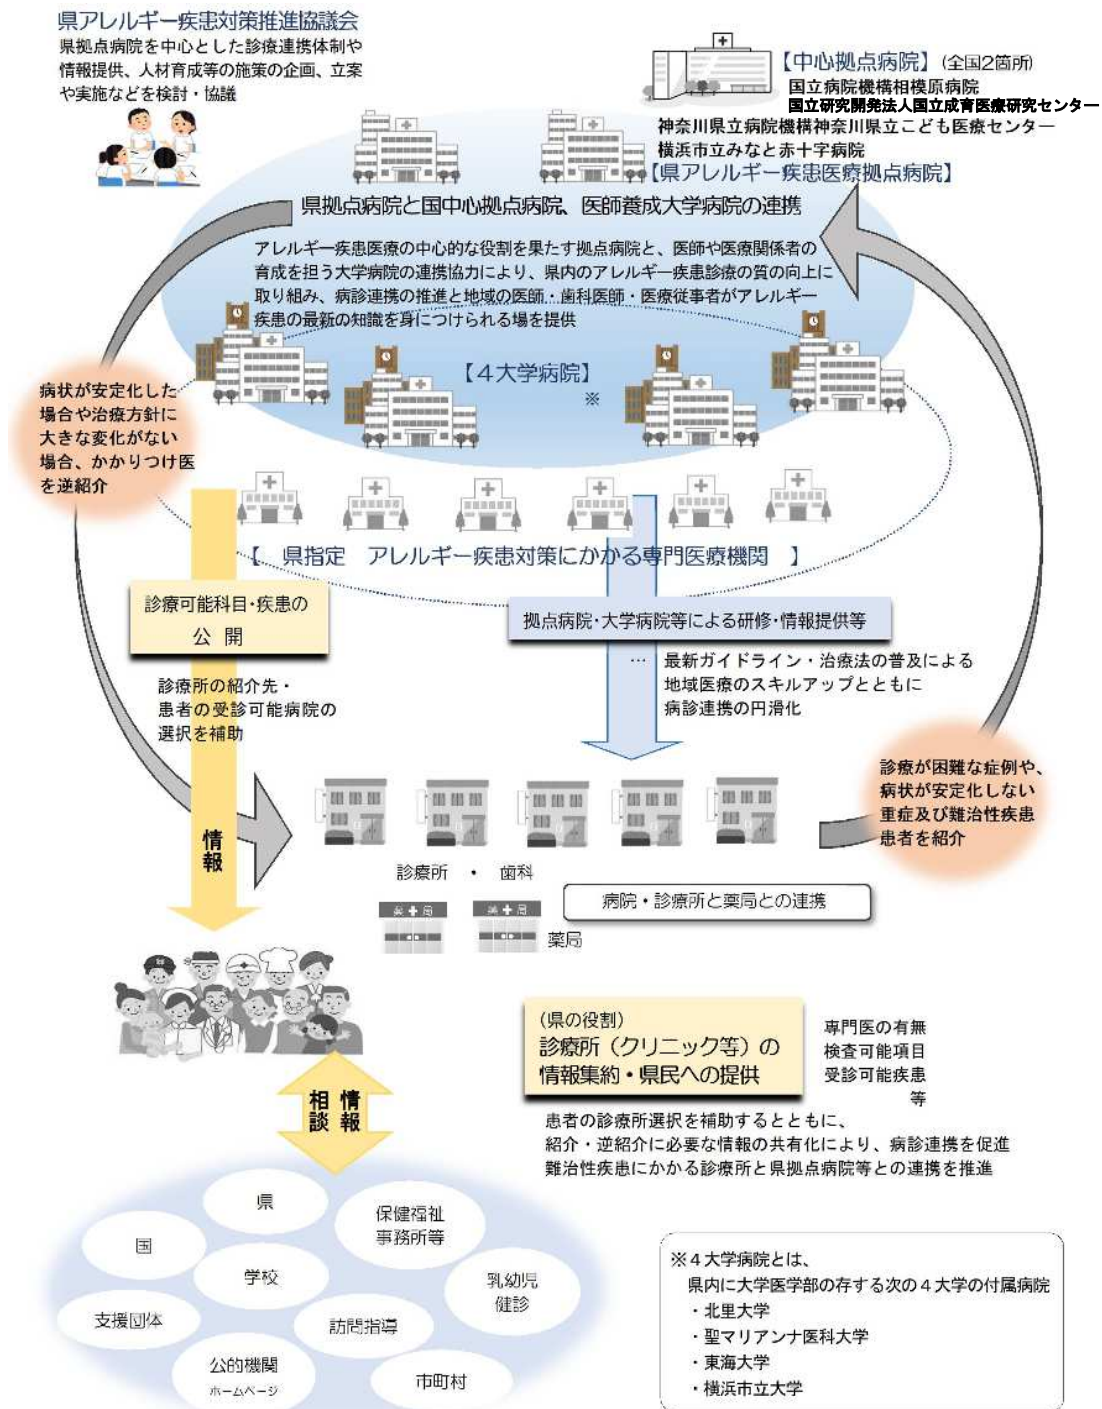 県アレルギー疾患対策推進協議会
県拠点病院を中心とした診療連携体制や
情報提供、人材育成等の施策の企画、立案
や実施などを検討・協議
【中心拠点病院】(全国2箇所)
国立病院機構相模原病院
国立研究開発法人国立成育医療研究センター
神奈川県立病院機構神奈川県立こども医療センター
横浜市立みなと赤十字病院
【県アレルギー疾患医療拠点病院】
県拠点病院と国中心拠点病院、医師養成大学病院の連携
アレルギー疾患医療の中心的な役割を果たす拠点病院と、医師や医療関係者の
育成を担う大学病院の連携協力により、県内のアレルギー疾患診療の質の向上に
取り組み、病診連携の推進と地域の医師・歯科医師・医療従事者がアレルギー
疾患の最新の知識を身につけられる場を提供
【4大学病院】
※
病状が安定化した
場合や治療方針に
大きな変化がない
場合、かかりつけ医
を逆紹介
【 県指定 アレルギー疾患対策にかかる専門医療機関 】
診療可能科目・疾患の
公 開
診療所の紹介先・
患者の受診可能病院の
選択を補助
拠点病院・大学病院等による研修・情報提供等
… 最新ガイドライン・治療法の普及による
地域医療のスキルアップとともに
病診連携の円滑化
診療が困難な症例や、
病状が安定化しない
重症及び難治性疾患
患者を紹介
情報
診療所 ・ 歯科
病院・診療所と薬局との連携
薬+局
薬+局
薬局
(県の役割)
診療所(クリニック等)の
情報集約・県民への提供
専門医の有無
検査可能項目
受診可能疾患
等
患者の診療所選択を補助するとともに、
紹介・逆紹介に必要な情報の共有化により、病診連携を促進
難治性疾患にかかる診療所と県拠点病院等との連携を推進
情報
相談
県
保健福祉
事務所等
国
学校
乳幼児
健診
支援団体
訪問指導
公的機関
ホームページ
市町村
※4大学病院とは、
県内に大学医学部の存する次の4大学の付属病院
・北里大学
・聖マリアンナ医科大学
・東海大学
・横浜市立大学